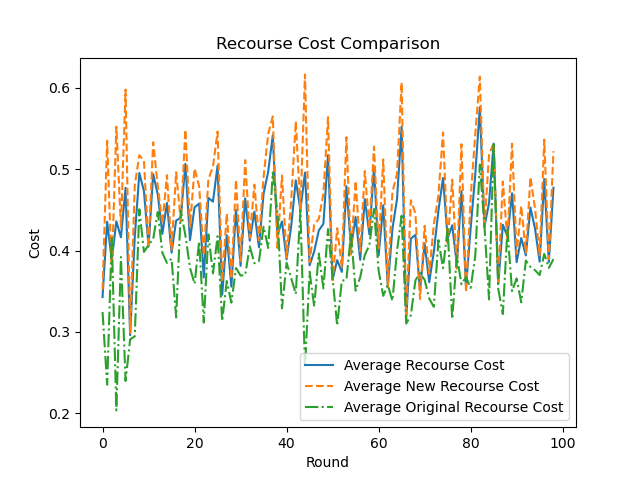 Recourse Cost Comparison
0.6
0.5
0.4
0.3
0.2
Cost
Average Recourse Cost
Average New Recourse Cost
Average Original Recourse Cost
0 20 40 60 80 100
Round